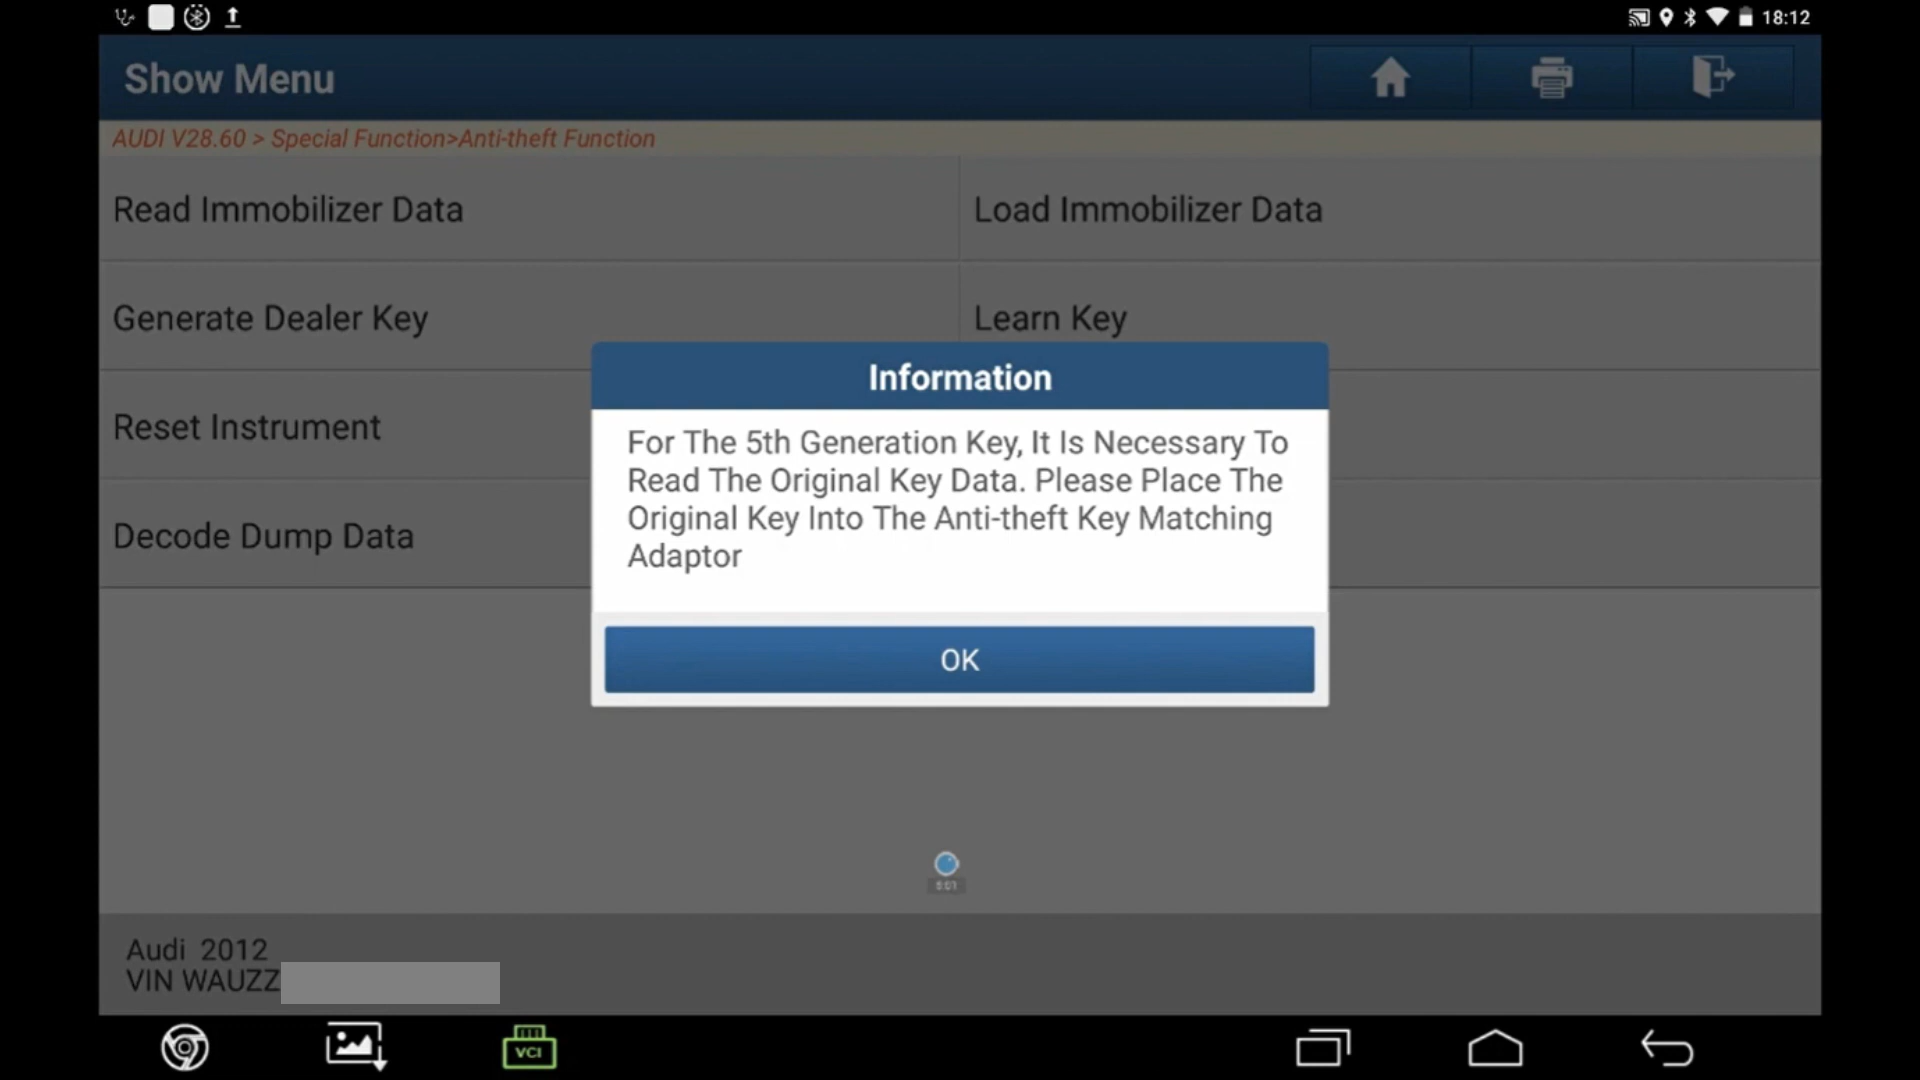 18:12
Show Menu
AUDI V28.60 > Special Function>Anti-theft Function
Read Immobilizer Data
Load Immobilizer Data
Generate Dealer Key
Learn Key
Information
For The 5th Generation Key, It Is Necessary To
Read The Original Key Data. Please Place The
Original Key Into The Anti-theft Key Matching
Adaptor
OK
Reset Instrument
Decode Dump Data
Audi 2012
VIN WAUZZ
VCI